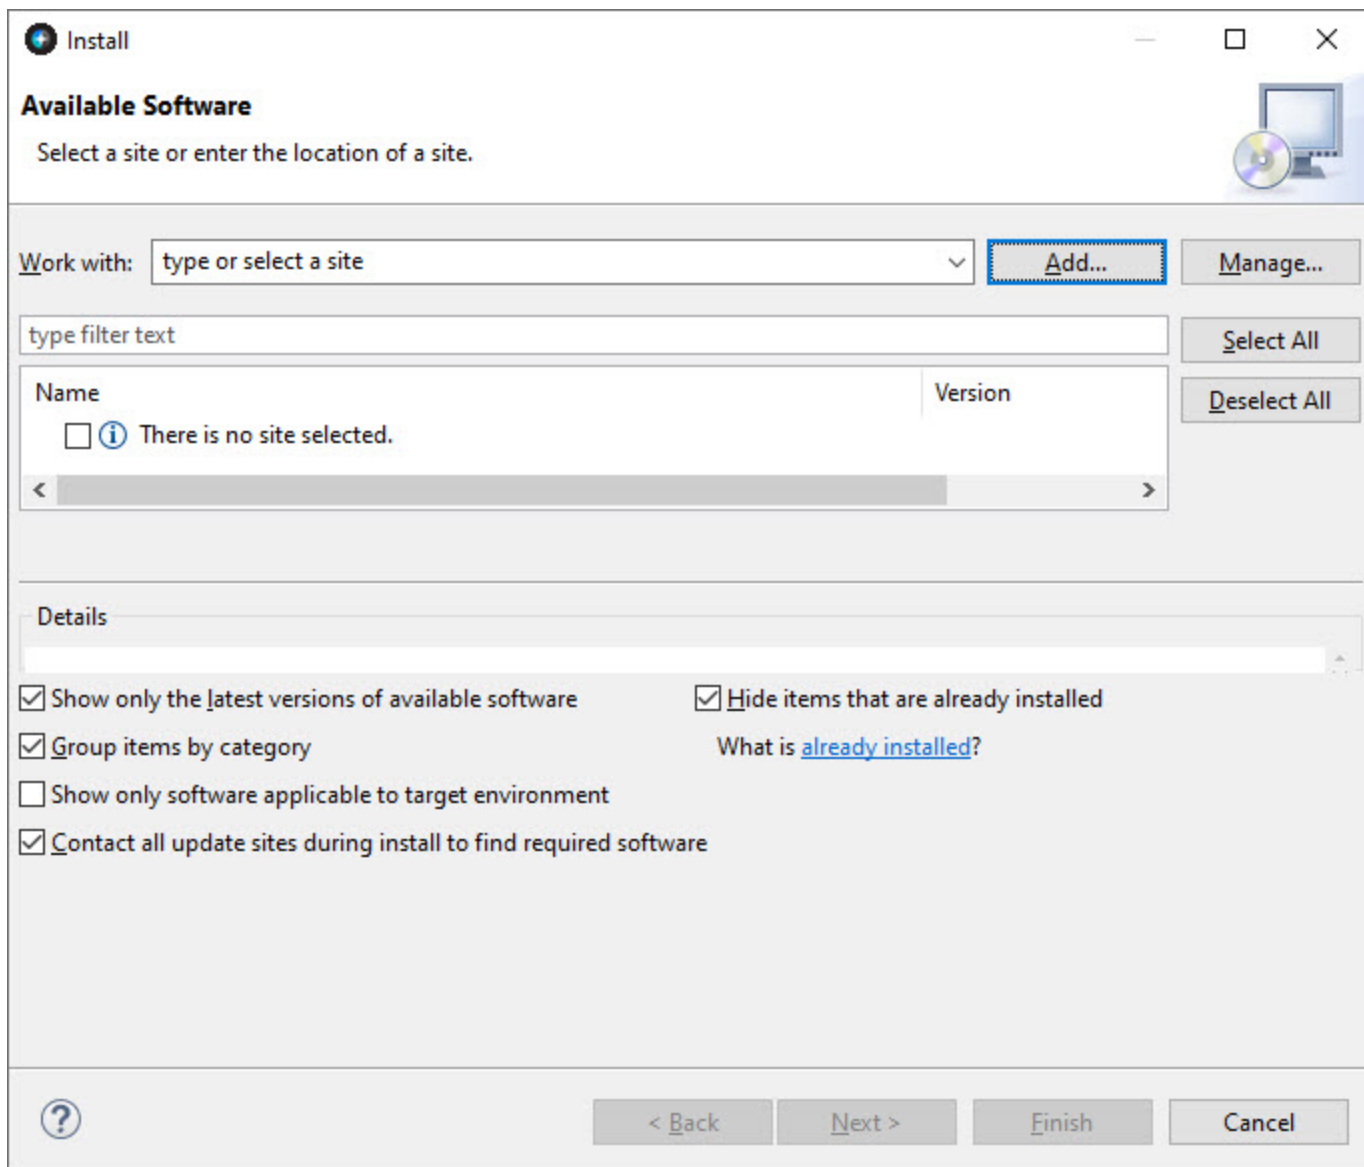 Install
Available Software
Select a site or enter the location of a site.
Work with: type or select a site Add... Manage...
type filter text Select All
Name Version Deselect All
There is no site selected.
Details
Show only the latest versions of available software Hide items that are already installed
Group items by category What is already installed?
Show only software applicable to target environment
Contact all update sites during install to find required software
? < Back Next > Finish Cancel